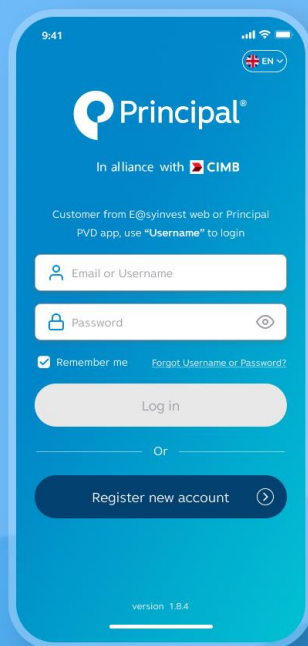 9:41
EN
Principal®
In alliance with CIMB
Customer from E@syinvest web or Principal
PVD app, use “Username” to login
Email or Username
Password
Remember me Forgot Username or Password?
Log in
Or
Register new account
version 1.8.4